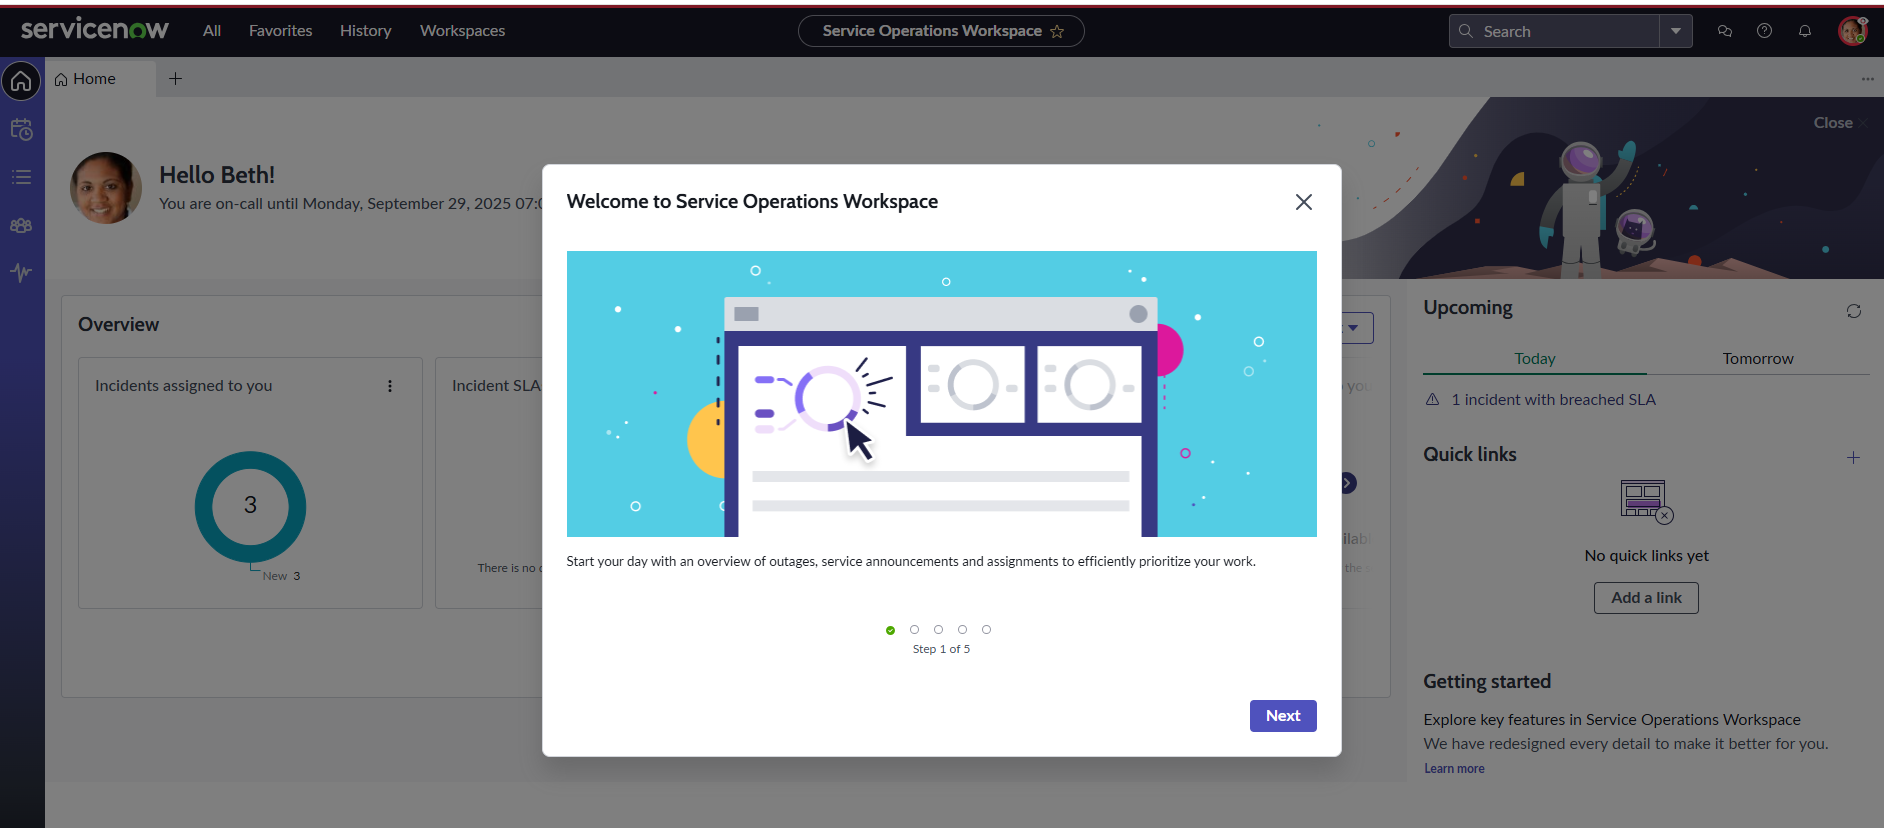 servicenow All Favorites History Workspaces Service Operations Workspace Search
Home
Close
Hello Beth!
You are on-call until Monday, September 29, 2025
Welcome to Service Operations Workspace
Overview
Incidents assigned to you
Incident SLA
3
New 3
There is no
Start your day with an overview of outages, service announcements and assignments to efficiently prioritize your work.
Step 1 of 5
Next
Upcoming
Today Tomorrow
1 incident with breached SLA
Quick links
No quick links yet
Add a link
Getting started
Explore key features in Service Operations Workspace
We have redesigned every detail to make it better for you.
Learn more